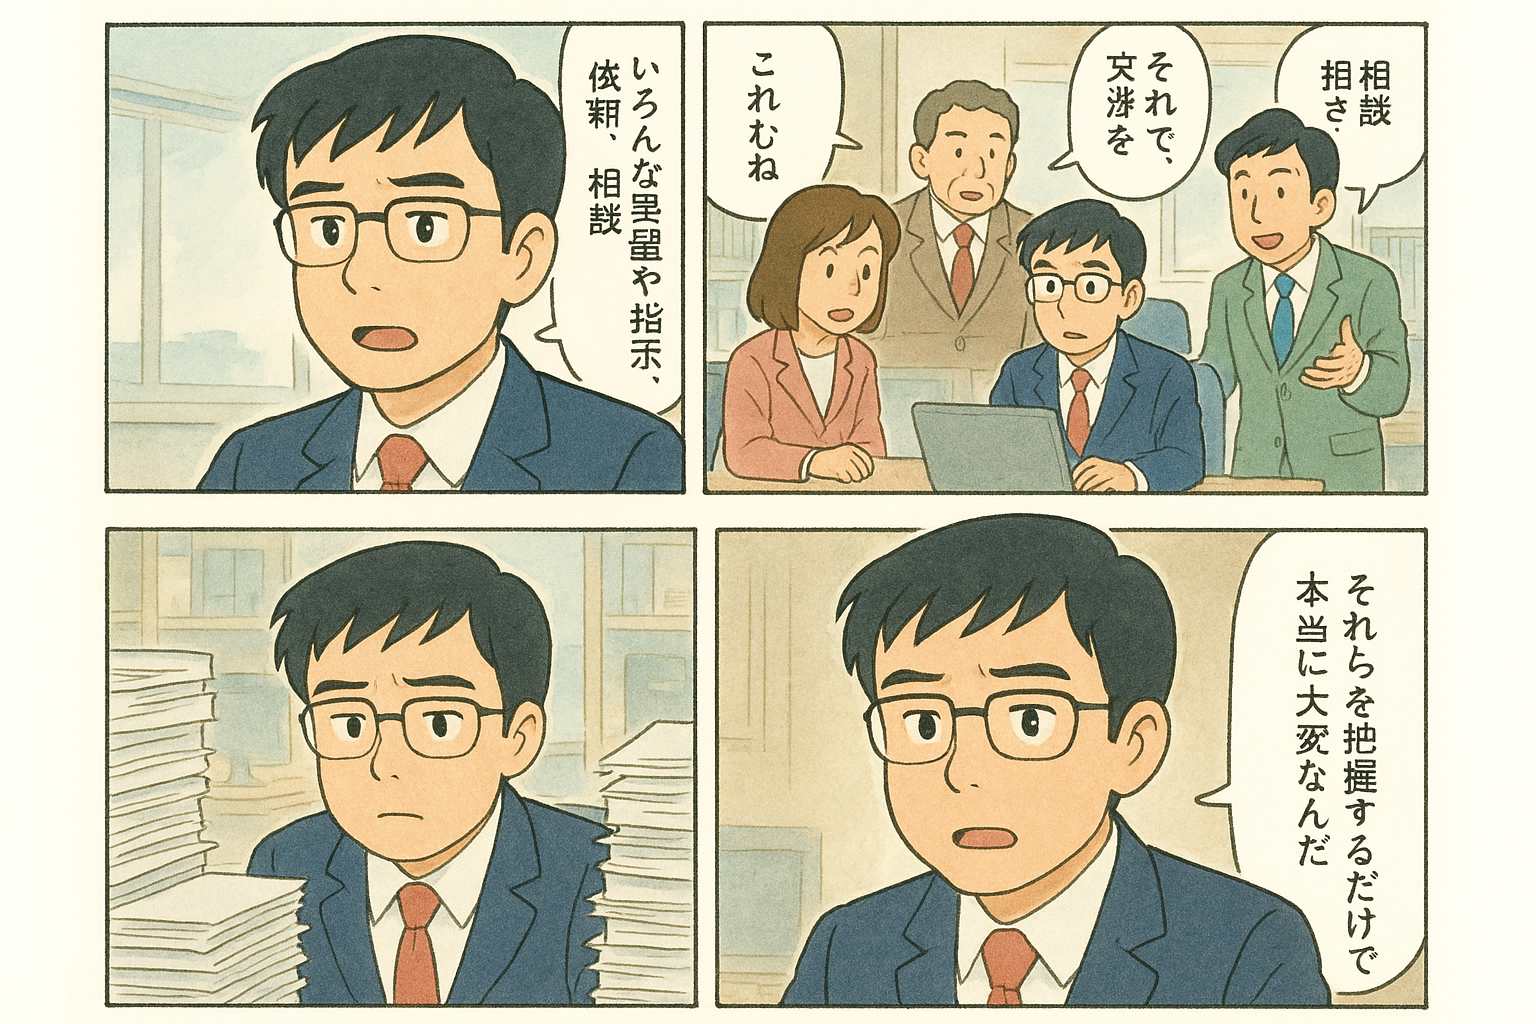 いろんな や指示、
依頼、相談
これむね
それで、
を
相談
それらを把握するだけで
本当に大変なんだ